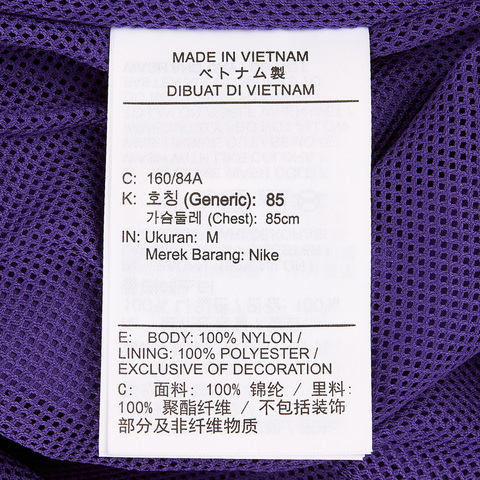 MADE IN VIETNAM
ベトナム製
DIBUAT DI VIETNAM
C: 160/84A
K: 호칭 (Generic): 85
가슴둘레 (Chest): 85cm
IN: Ukuran: M
Merek Barang: Nike
E: BODY: 100% NYLON /
LINING: 100% POLYESTER /
EXCLUSIVE OF DECORATION
C: 面料: 100% 锦纶 / 里料:
100% 聚酯纤维 / 不包括装饰
部分及非纤维物质